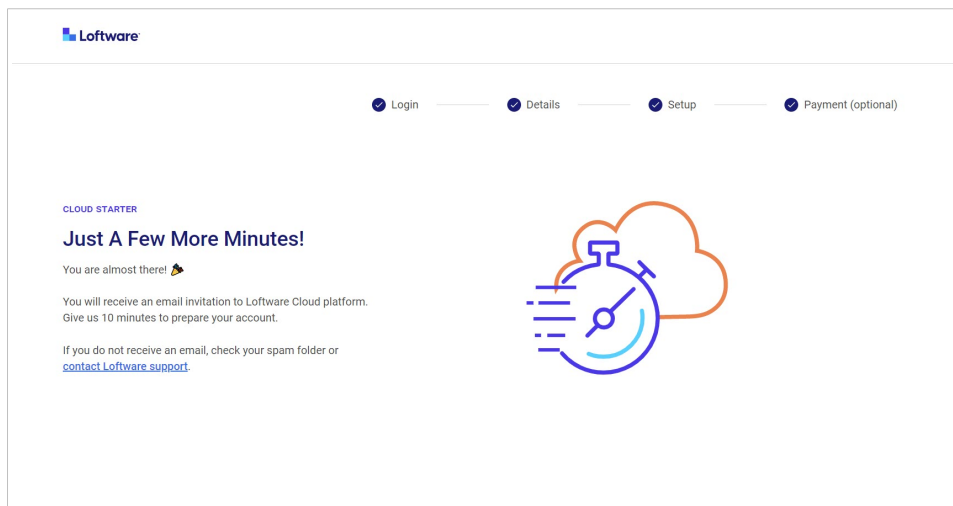 Loftware
Login
Details
Setup
Payment (optional)
CLOUD STARTER
Just A Few More Minutes!
You are almost there! 🎉
You will receive an email invitation to Loftware Cloud platform.
Give us 10 minutes to prepare your account.
If you do not receive an email, check your spam folder or
contact Loftware support.